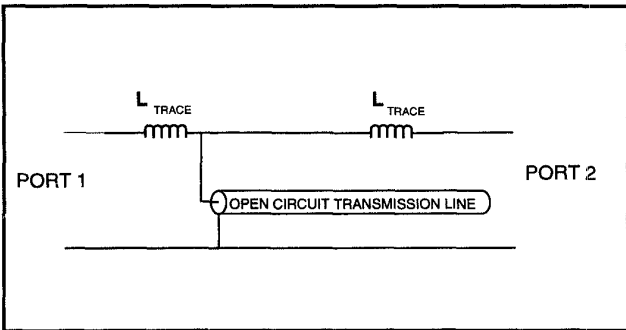 L TRACE
L TRACE
PORT 1
PORT 2
OPEN CIRCUIT TRANSMISSION LINE